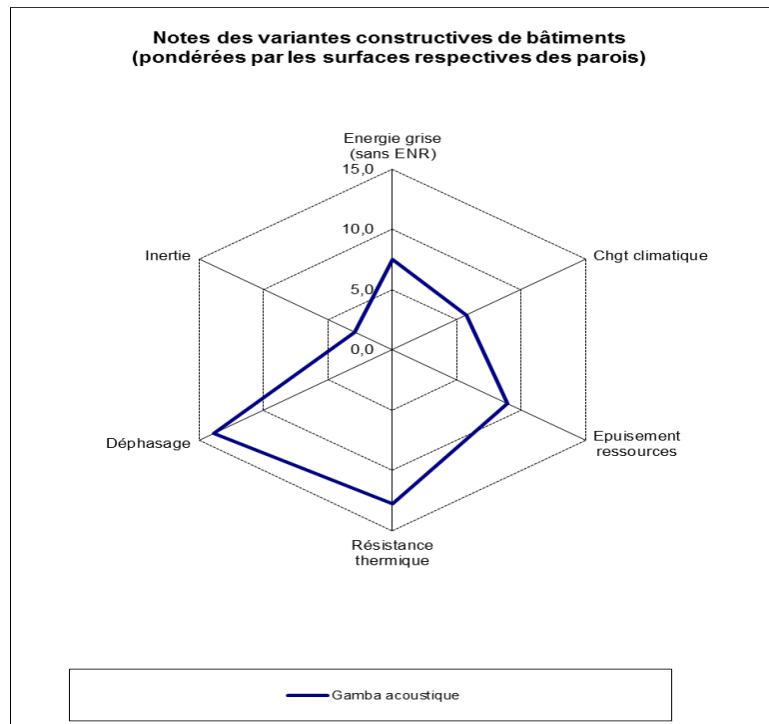 Notes des variantes constructives de bâtiments
(pondérées par les surfaces respectives des parois)
Energie grise
(sans ENR)
15,0
10,0
5,0
0,0
Inertie
Chgt climatique
Déphasage
Epuisement
ressources
Résistance
thermique
Gamba acoustique